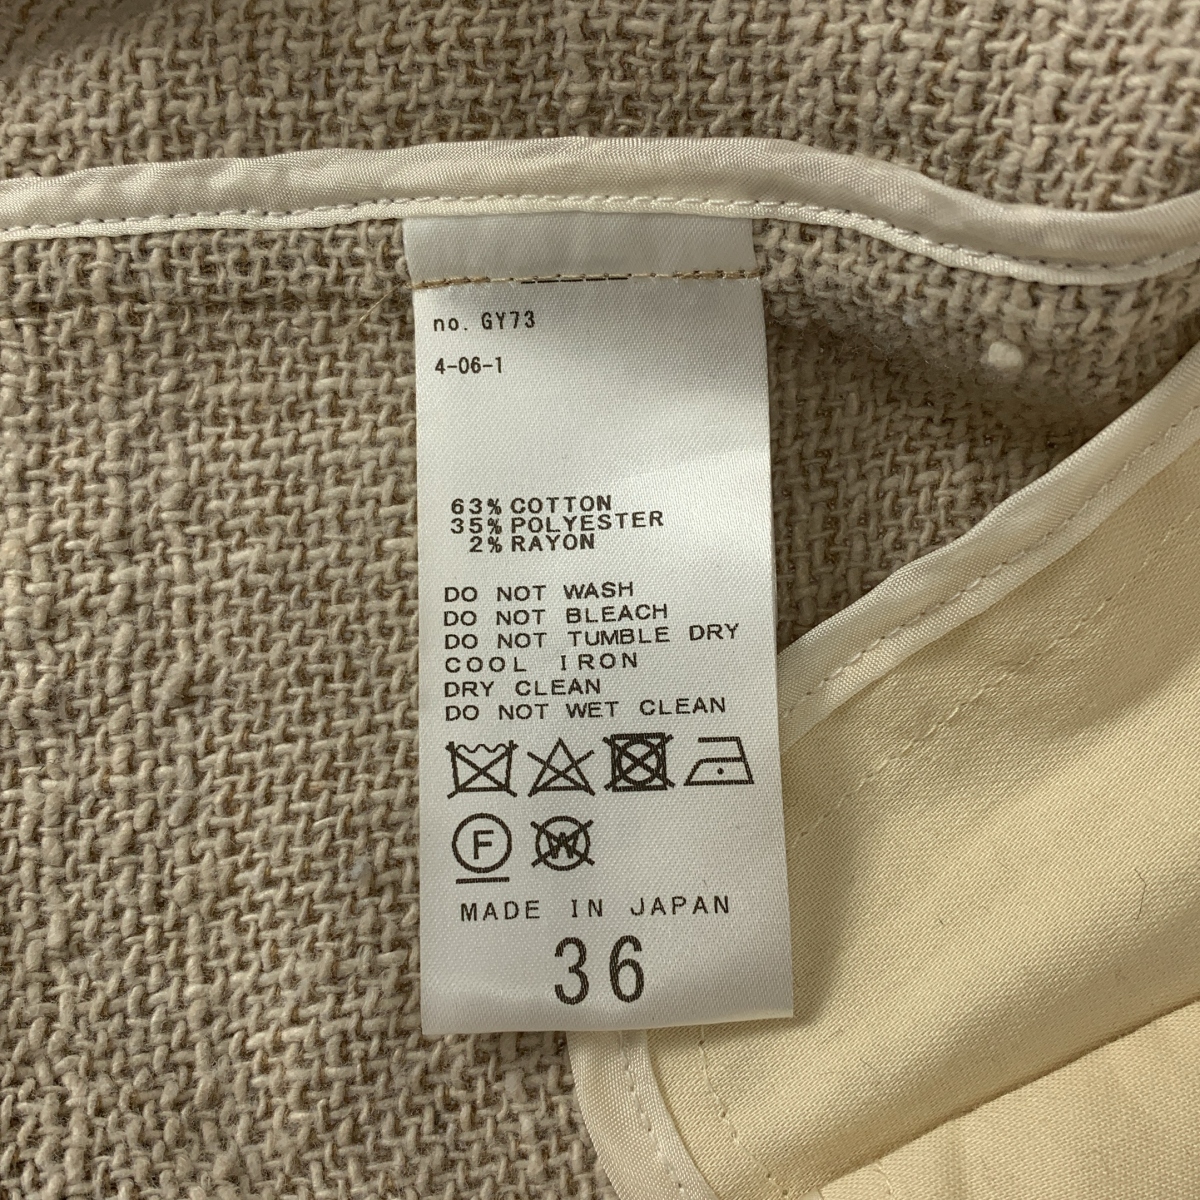 no. GY73
4-06-1
63% COTTON
35% POLYESTER
2% RAYON
DO NOT WASH
DO NOT BLEACH
DO NOT TUMBLE DRY
COOL IRON
DRY CLEAN
DO NOT WET CLEAN
F W
MADE IN JAPAN
36